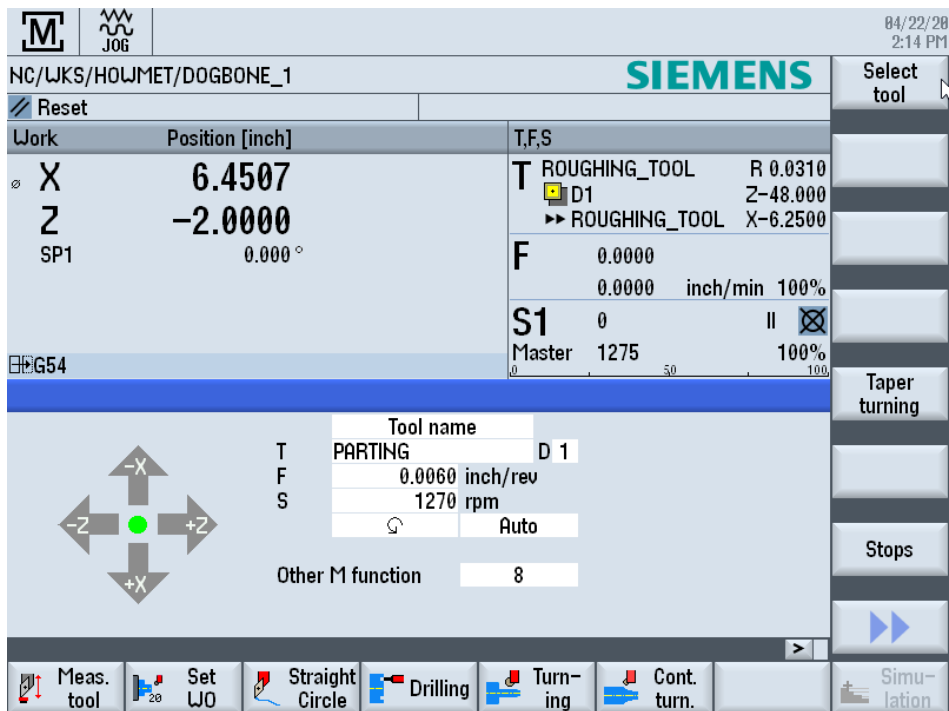 M
JOG
04/22/20
2:14 PM
NC/WKS/HOWMET/DOGBONE_1
SIEMENS
Select
tool
Reset
Work Position [inch]
T,F,S
ø X 6.4507
Z -2.0000
SP1 0.000 °
T ROUGHING_TOOL R 0.0310
D1 Z-48.000
ROUGHING_TOOL X-6.2500
F 0.0000
0.0000 inch/min 100%
S1 0
Master 1275 100%
0 50 100
G54
Taper
turning
Tool name
T PARTING D 1
F 0.0060 inch/rev
S 1270 rpm
Auto
Other M function 8
-X
-Z +Z
+X
Stops
>
Meas.
tool
20
Set
WO
Straight
Circle
Drilling
Turn-
ing
Cont.
turn.
Simu-
lation